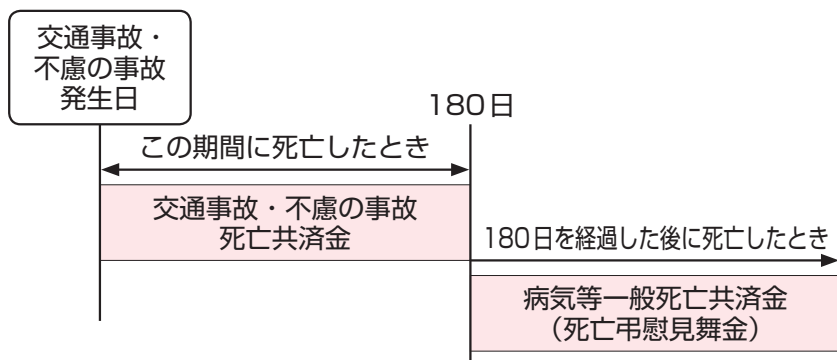 交通事故・
不慮の事故
発生日
180日
この期間に死亡したとき
交通事故・不慮の事故
死亡共済金
180日を経過した後に死亡したとき
病気等一般死亡共済金
（死亡弔慰見舞金）